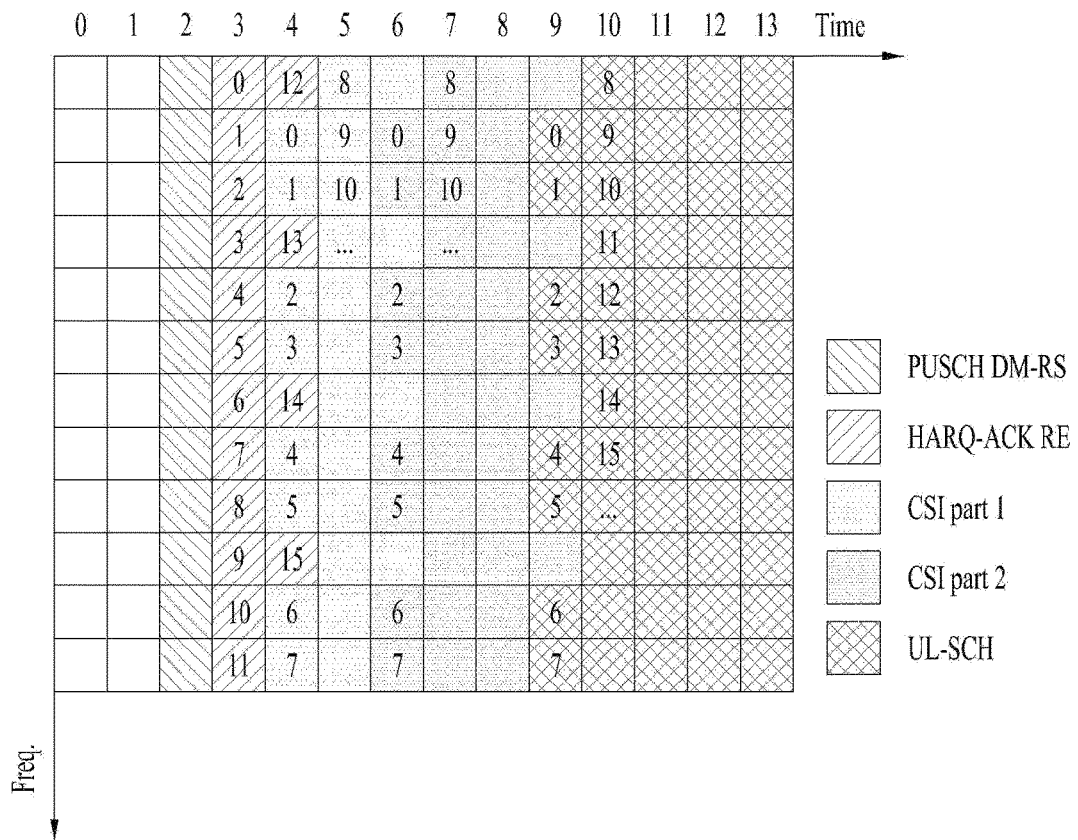 0 1 2 3 4 5 6 7 8 9 10 11 12 13 Time
0 12 8 8 8
1 0 9 0 9 0 9
2 1 10 1 10 1 10
3 13 ... ... 11
4 2 2 2 12
5 3 3 3 13
6 14 14
7 4 4 4 15
8 5 5 5 ...
9 15
10 6 6 6
11 7 7 7
PUSCH DM-RS
HARQ-ACK RE
CSI part 1
CSI part 2
UL-SCH
Freq.